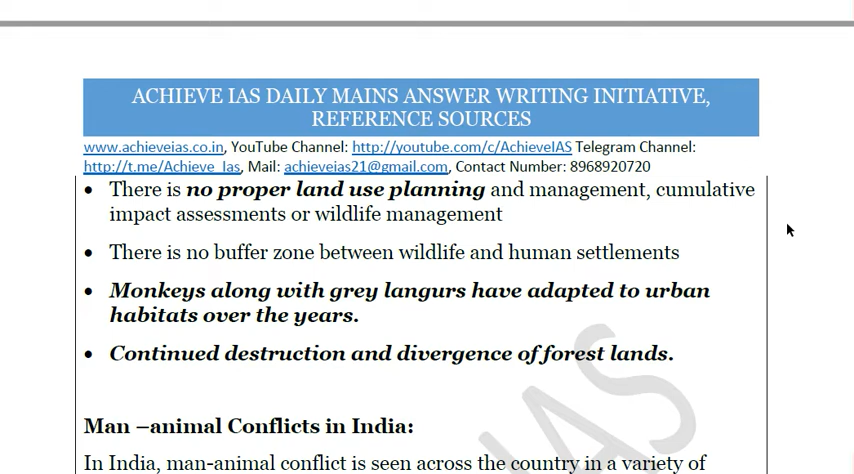 ACHIEVE IAS DAILY MAINS ANSWER WRITING INITIATIVE,
REFERENCE SOURCES
www.achieveias.co.in, YouTube Channel: http://youtube.com/c/AchieveIAS Telegram Channel:
http://t.me/Achieve_Ias, Mail: achieveias21@gmail.com, Contact Number: 8968920720
• There is no proper land use planning and management, cumulative
impact assessments or wildlife management
• There is no buffer zone between wildlife and human settlements
• Monkeys along with grey langurs have adapted to urban
habitats over the years.
• Continued destruction and divergence of forest lands.
Man –animal Conflicts in India:
In India, man-animal conflict is seen across the country in a variety of